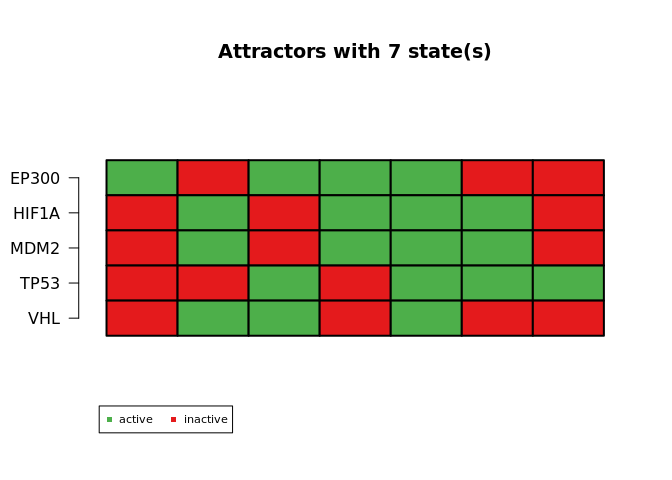 Attractors with 7 state(s)
EP300
HIF1A
MDM2
TP53
VHL
active inactive